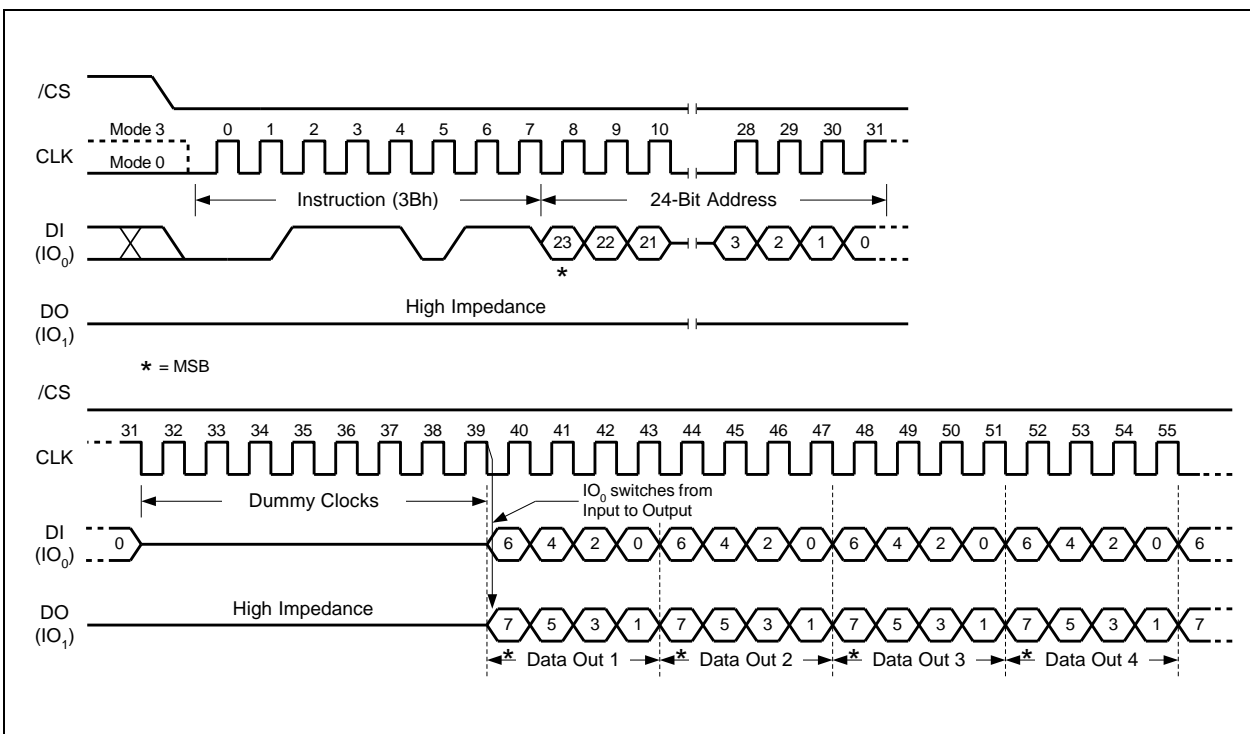 /CS
Mode 3 0 1 2 3 4 5 6 7 8 9 10 28 29 30 31
CLK
Mode 0
Instruction (3Bh) 24-Bit Address
DI
(IO0)
23 22 21 3 2 1 0
*
High Impedance
DO
(IO1)
* = MSB
/CS
31 32 33 34 35 36 37 38 39 40 41 42 43 44 45 46 47 48 49 50 51 52 53 54 55
CLK
Dummy Clocks
IO0 switches from
Input to Output
DI
(IO0)
0 6 4 2 0 6 4 2 0 6 4 2 0 6 4 2 0 6
High Impedance
DO
(IO1)
7 5 3 1 7 5 3 1 7 5 3 1 7 5 3 1 7
* Data Out 1 * Data Out 2 * Data Out 3 * Data Out 4